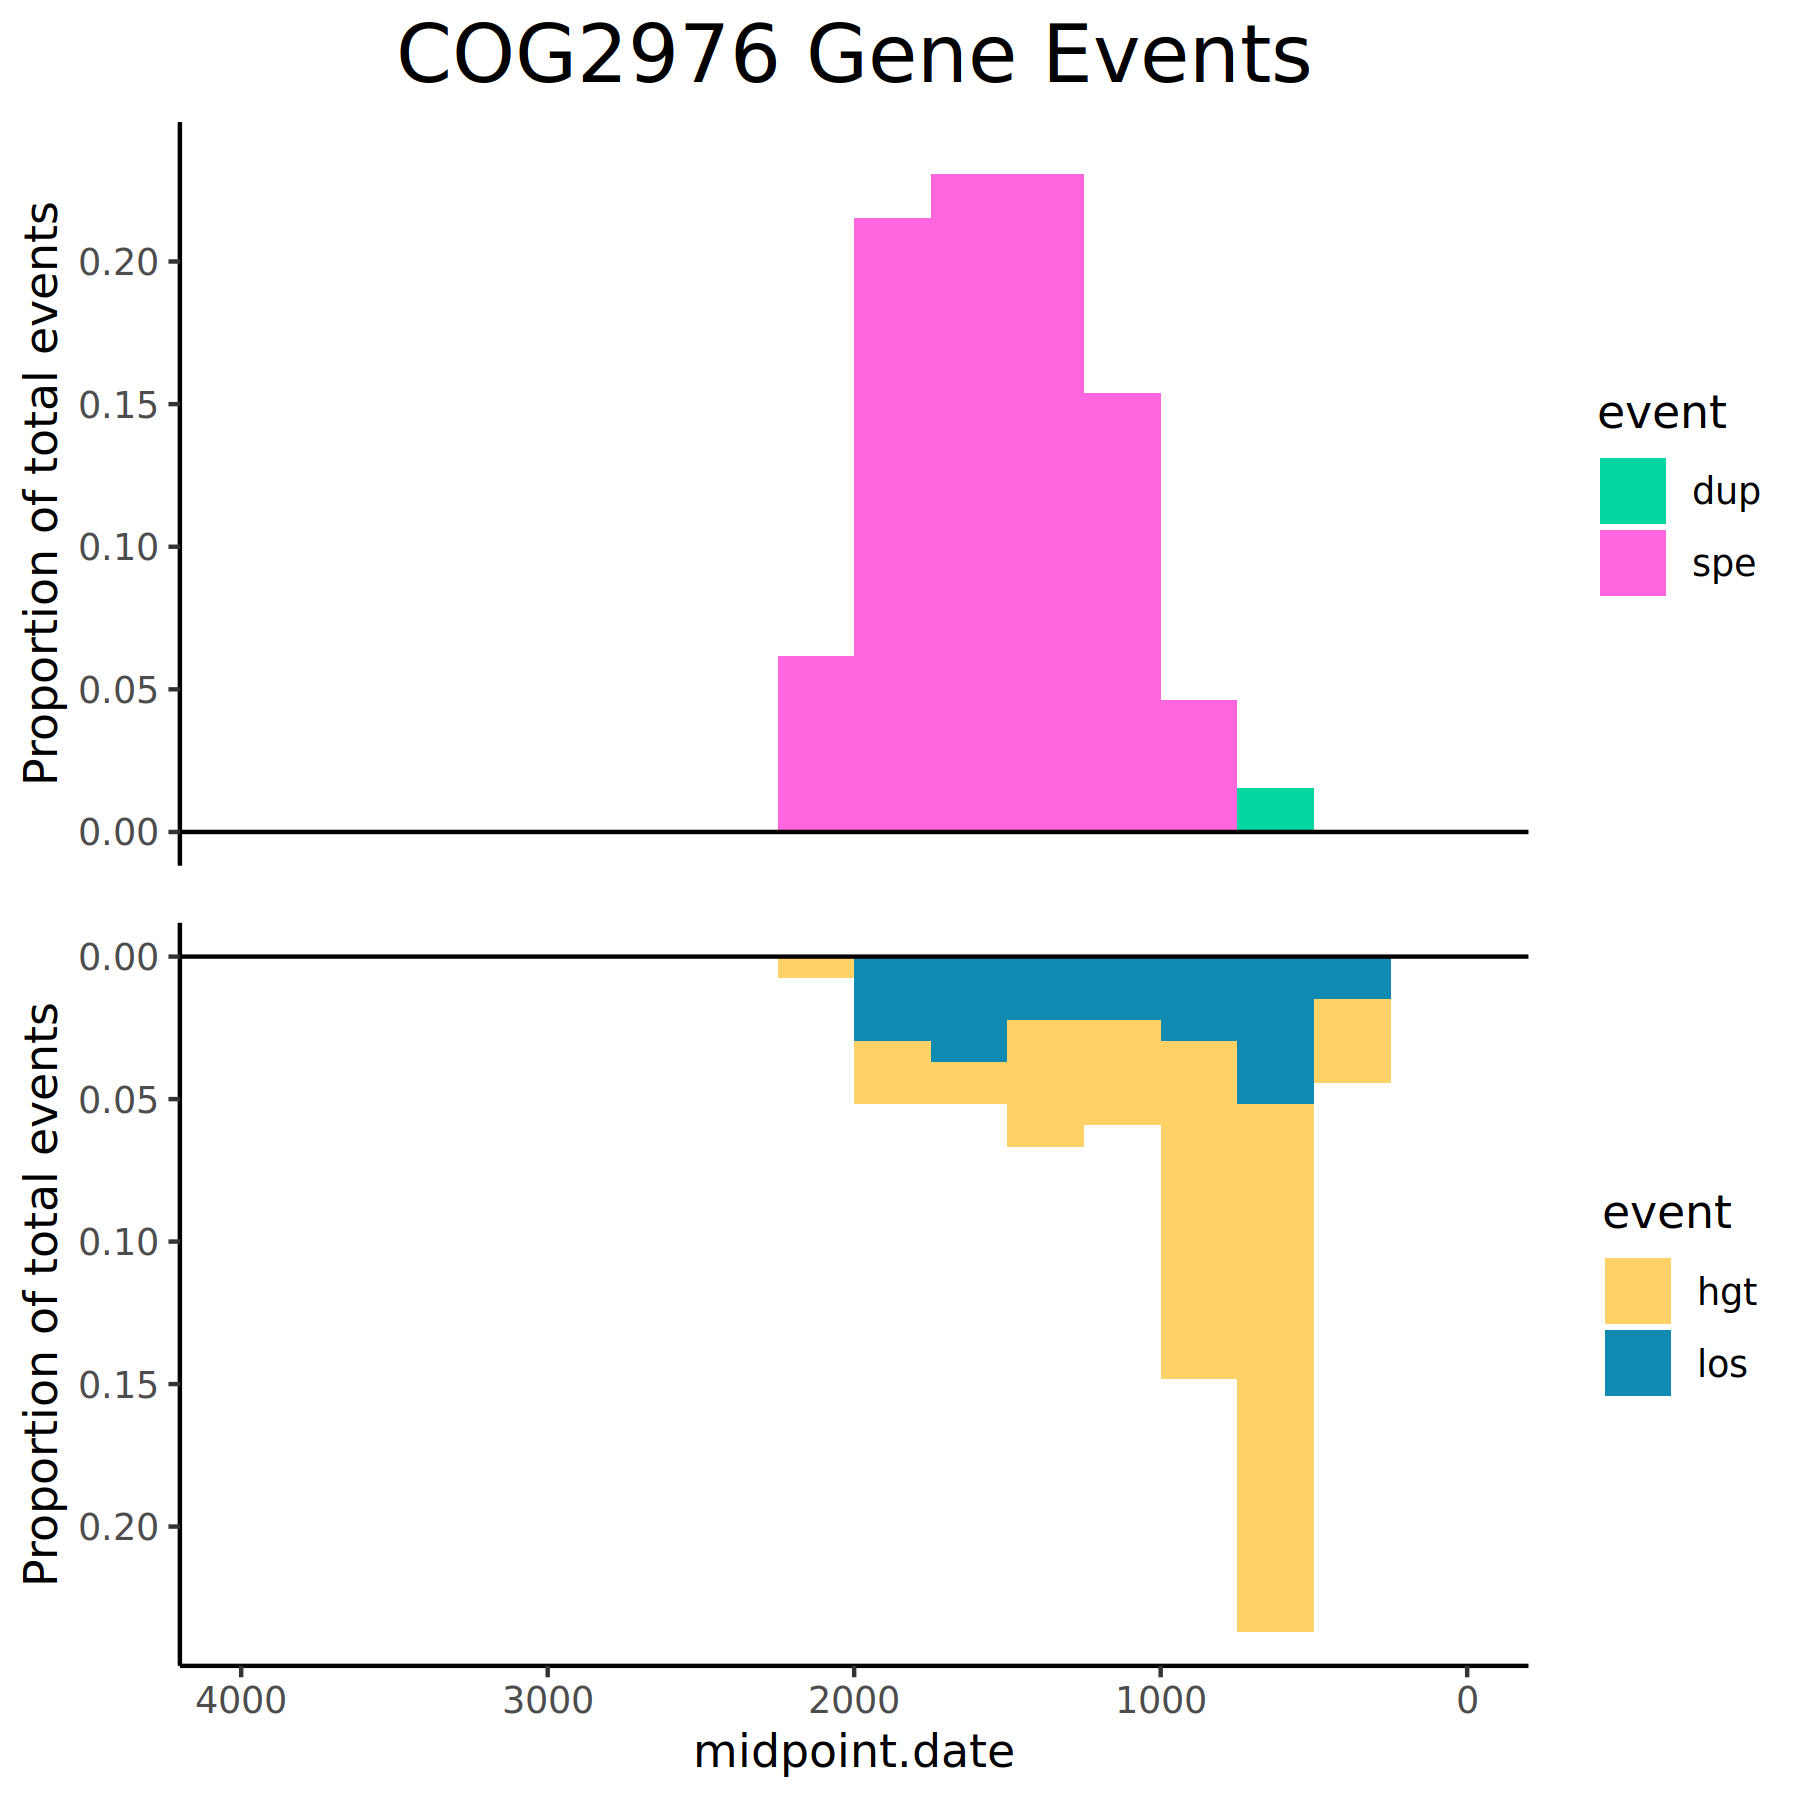 COG2976 Gene Events
Proportion of total events
0.20
0.15
0.10
0.05
0.00
event
dup
spe
Proportion of total events
0.00
0.05
0.10
0.15
0.20
event
hgt
los
4000 3000 2000 1000 0
midpoint.date